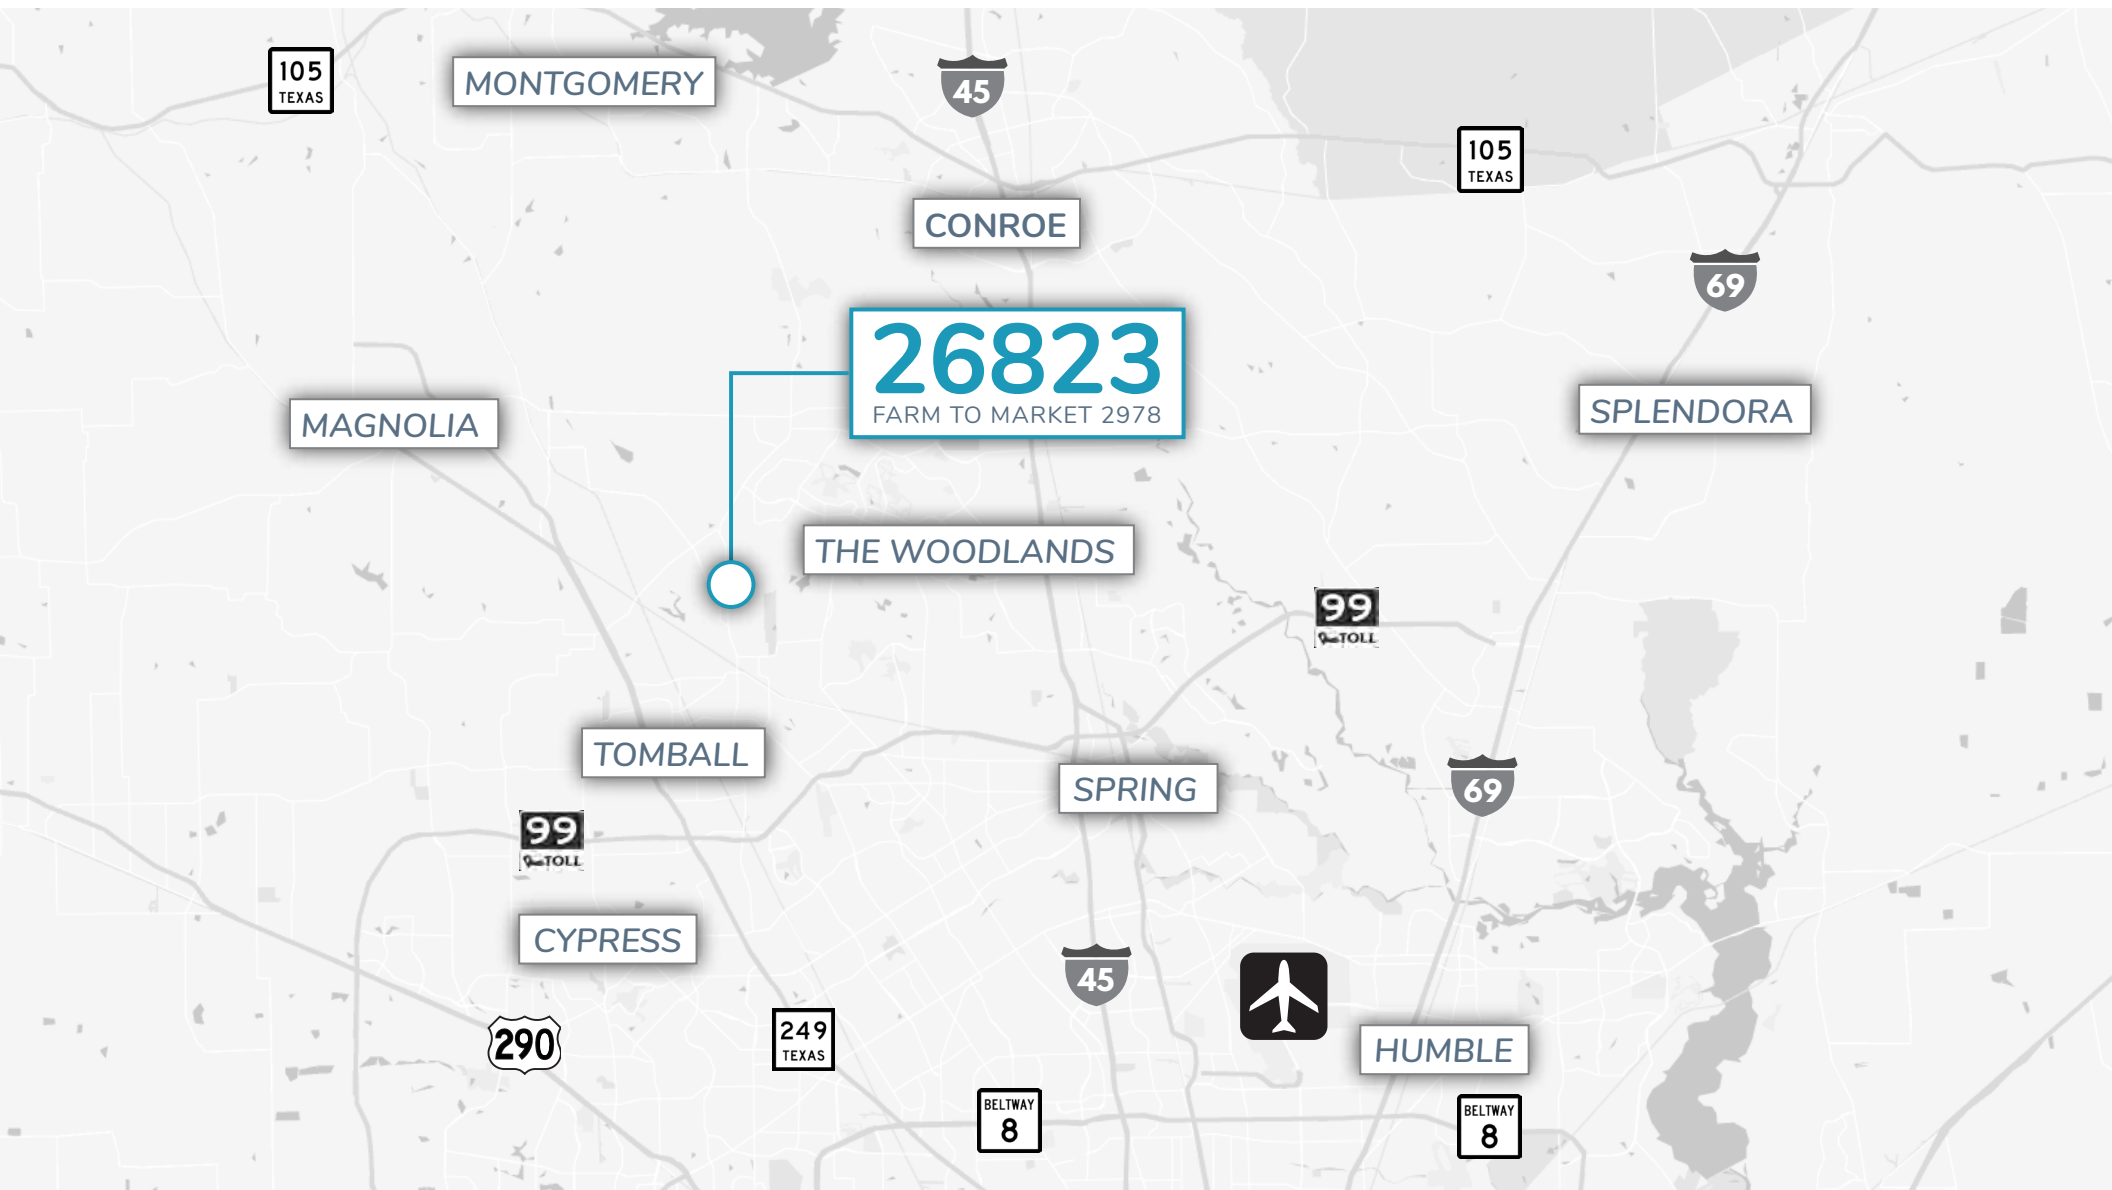 105
TEXAS
MONTGOMERY
45
105
TEXAS
CONROE
69
26823
FARM TO MARKET 2978
MAGNOLIA
SPLENDORA
THE WOODLANDS
99
TOLL
TOMBALL
SPRING
69
99
TOLL
CYPRESS
45
290
249
TEXAS
HUMBLE
BELTWAY
8
BELTWAY
8